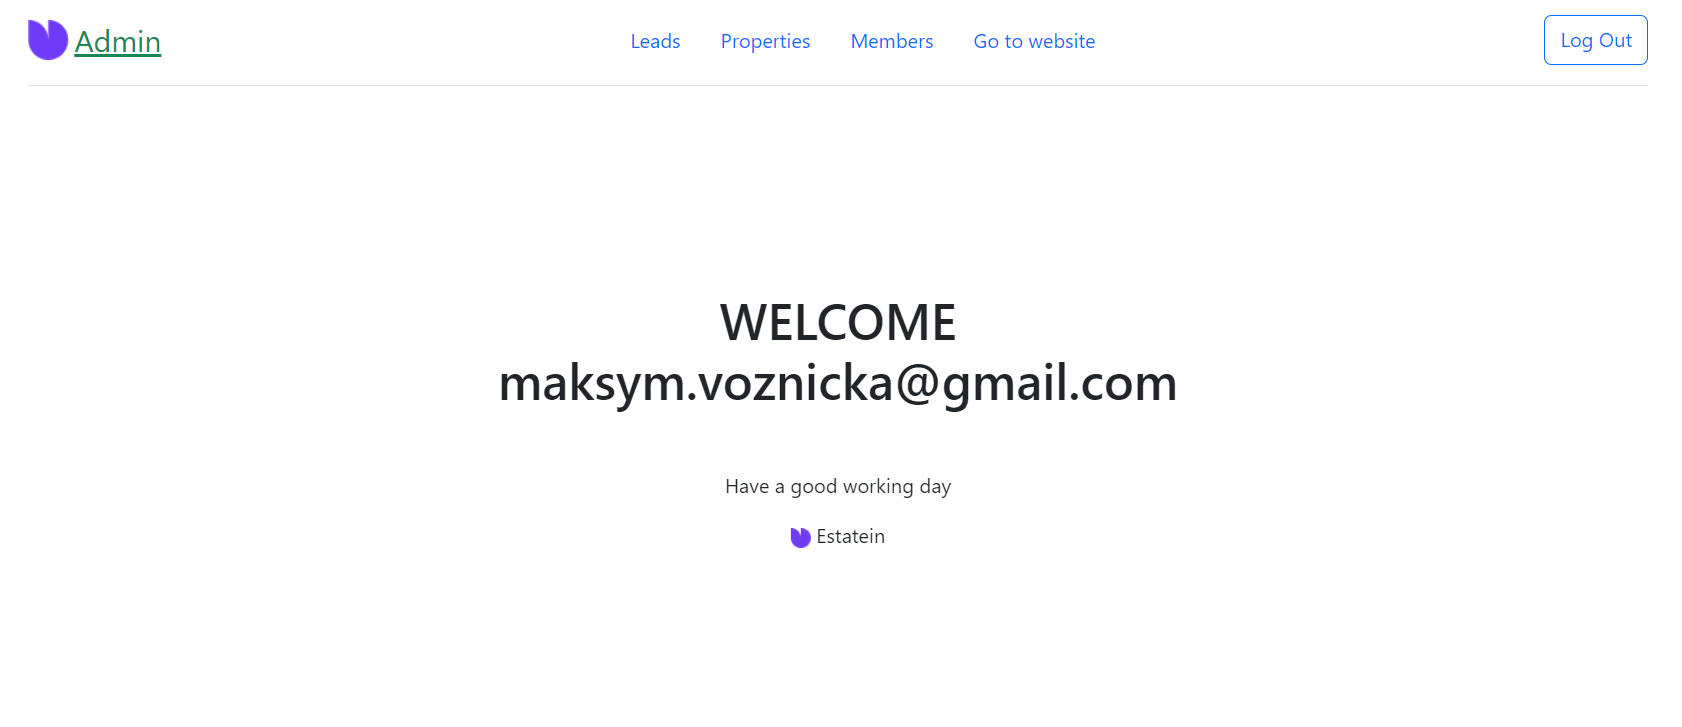 Admin
Leads Properties Members Go to website
Log Out
WELCOME
maksym.voznicka@gmail.com
Have a good working day
Estatein